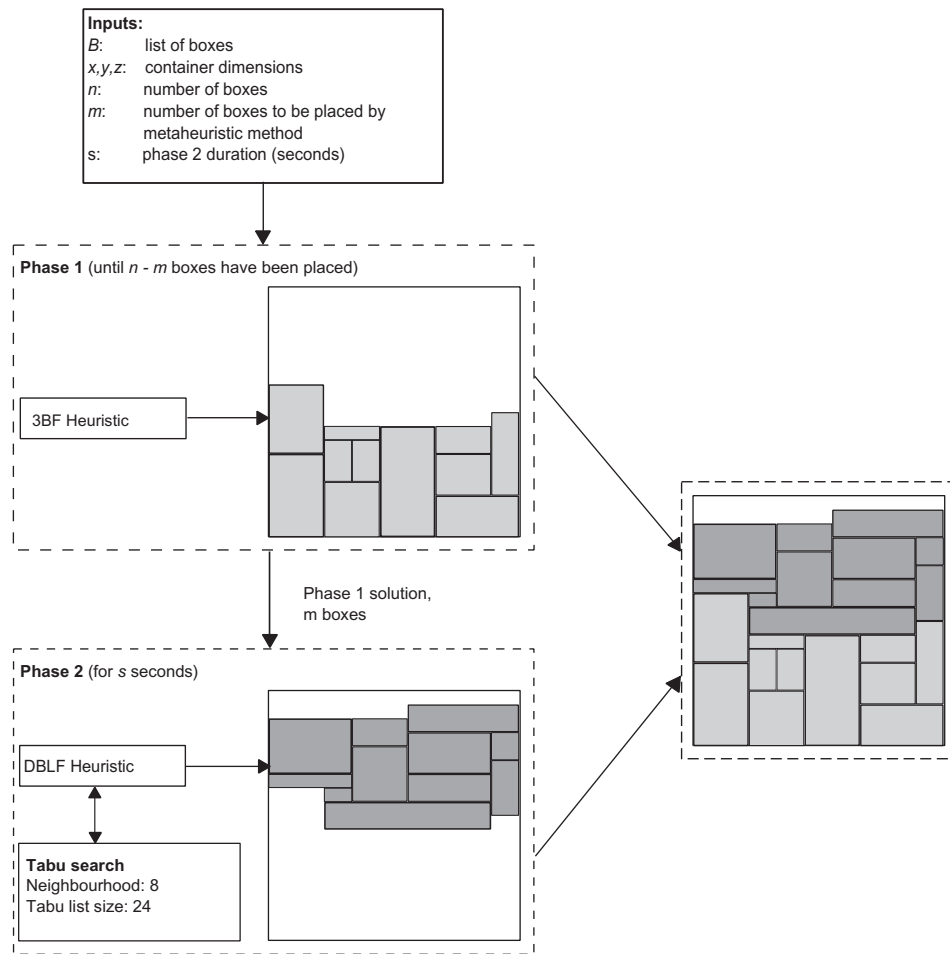 Inputs:
B: list of boxes
x,y,z: container dimensions
n: number of boxes
m: number of boxes to be placed by
metaheuristic method
s: phase 2 duration (seconds)
Phase 1 (until n - m boxes have been placed)
3BF Heuristic
Phase 1 solution,
m boxes
Phase 2 (for s seconds)
DBLF Heuristic
Tabu search
Neighbourhood: 8
Tabu list size: 24